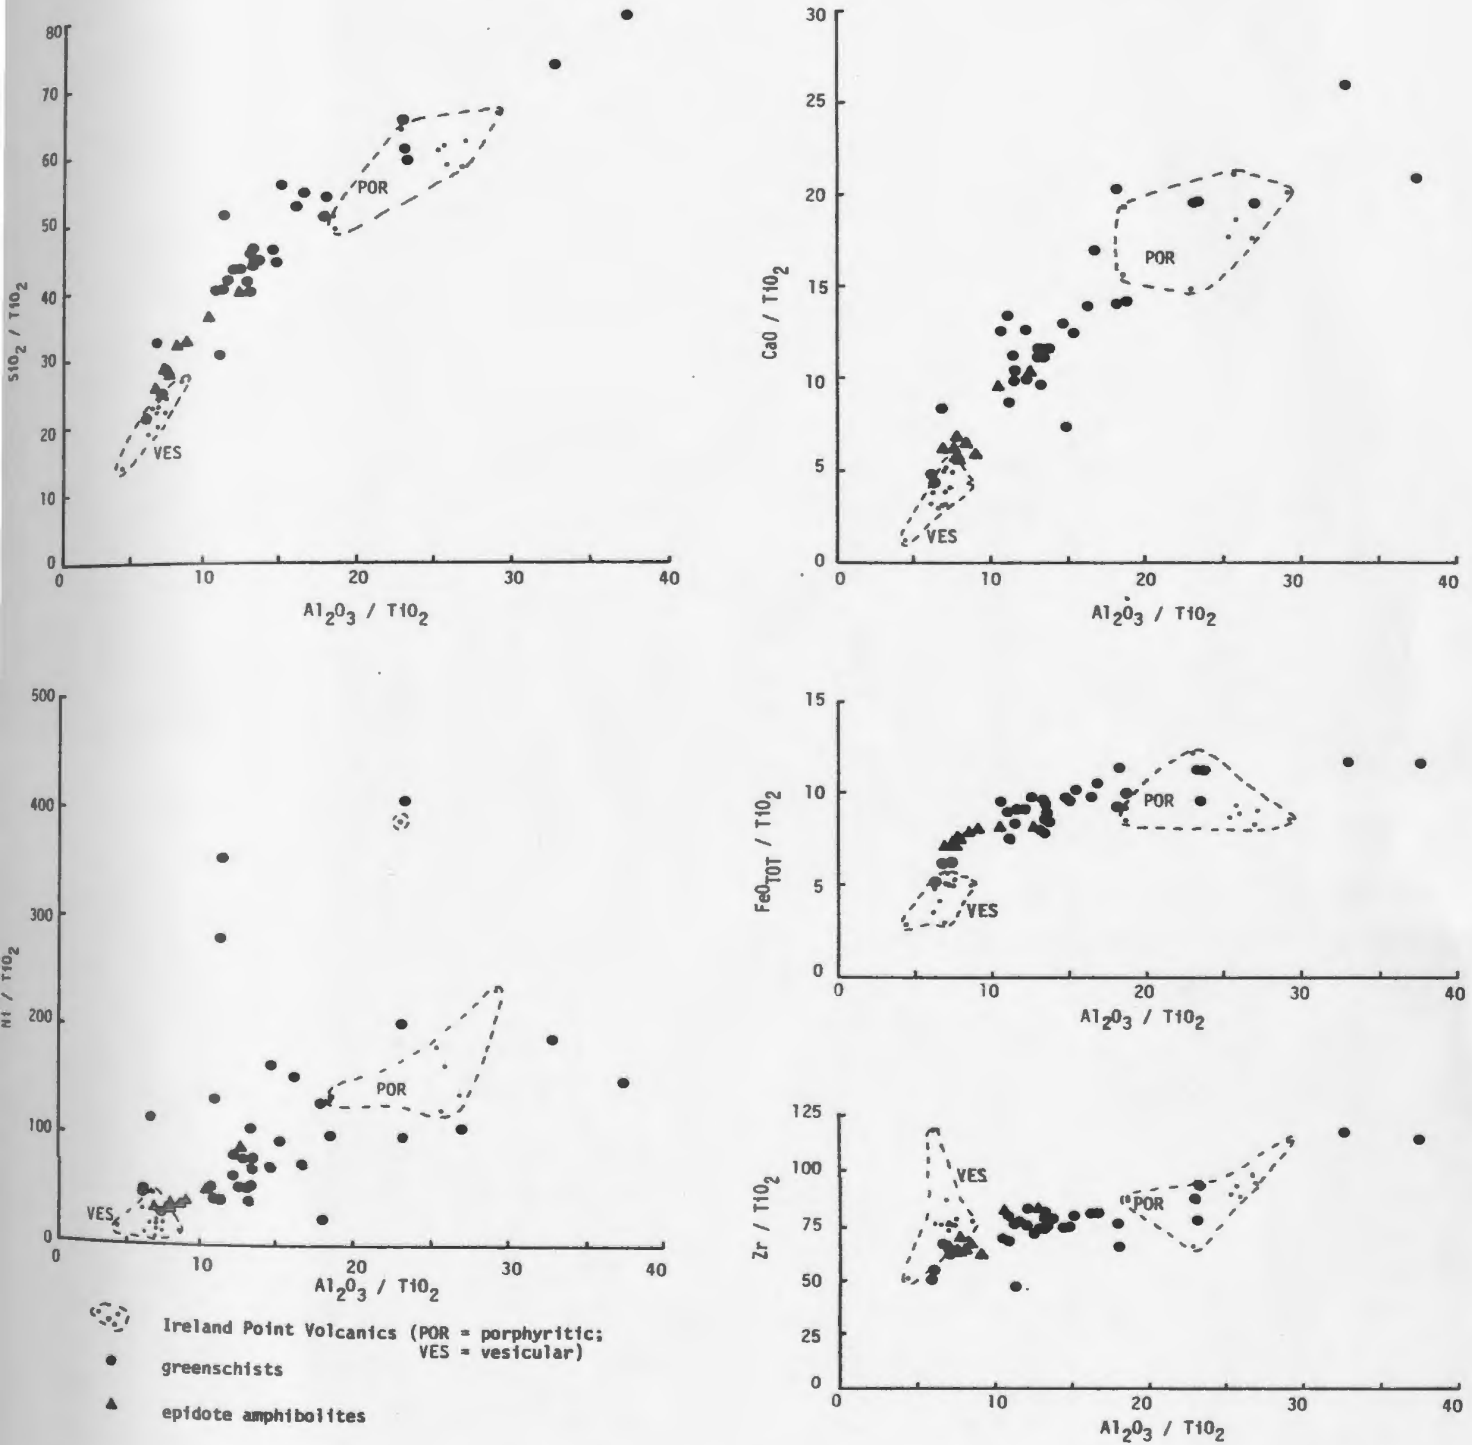 80
70
60
50
40
30
20
10
0
SiO2 / TiO2
POR
VES
0 10 20 30 40
Al2O3 / TiO2
30
25
20
15
10
5
0
CaO / TiO2
POR
VES
0 10 20 30 40
Al2O3 / TiO2
500
400
300
200
100
0
Ni / TiO2
POR
VES
0 10 20 30 40
Al2O3 / TiO2
15
10
5
0
FeOTOT / TiO2
POR
VES
0 10 20 30 40
Al2O3 / TiO2
125
100
75
50
25
0
Zr / TiO2
VES
POR
0 10 20 30 40
Al2O3 / TiO2
Ireland Point Volcanics (POR = porphyritic;
VES = vesicular)
greenschists
epidote amphibolites